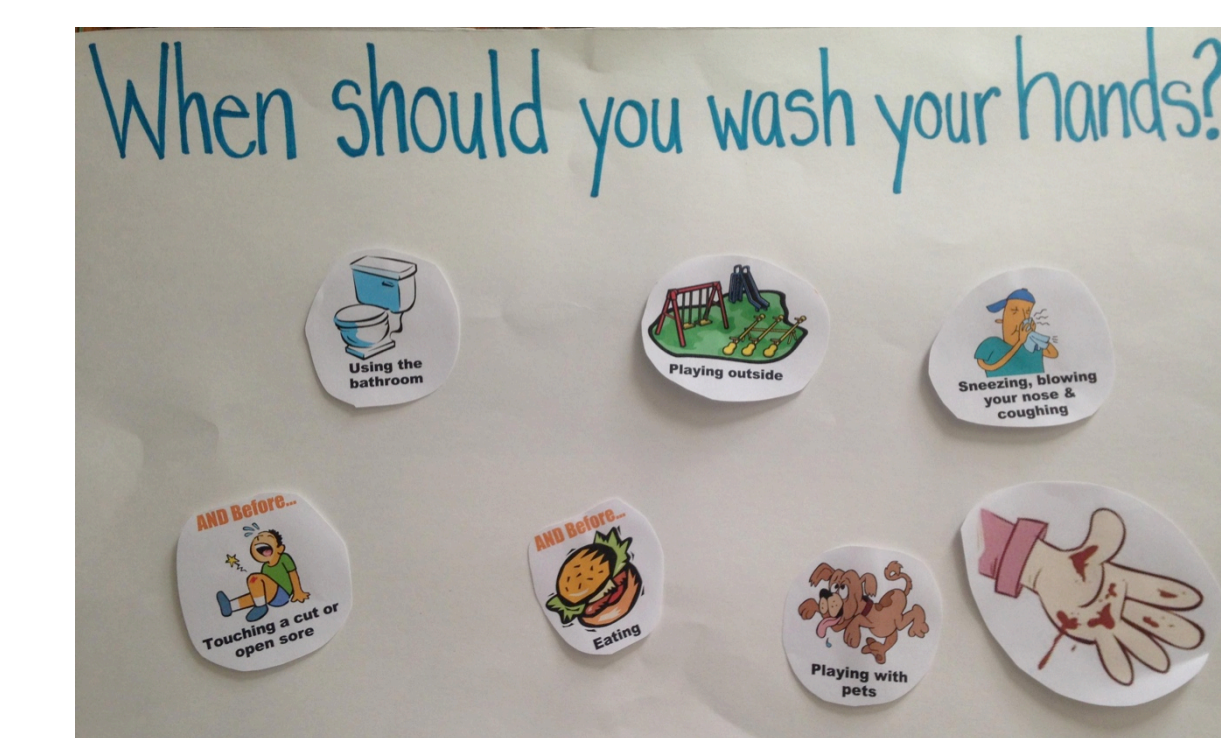 When should you wash your hands?
Using the
bathroom
Playing outside
Sneezing, blowing
your nose &
coughing
AND Before...
Touching a cut or
open sore
AND Before...
Eating
Playing with
pets